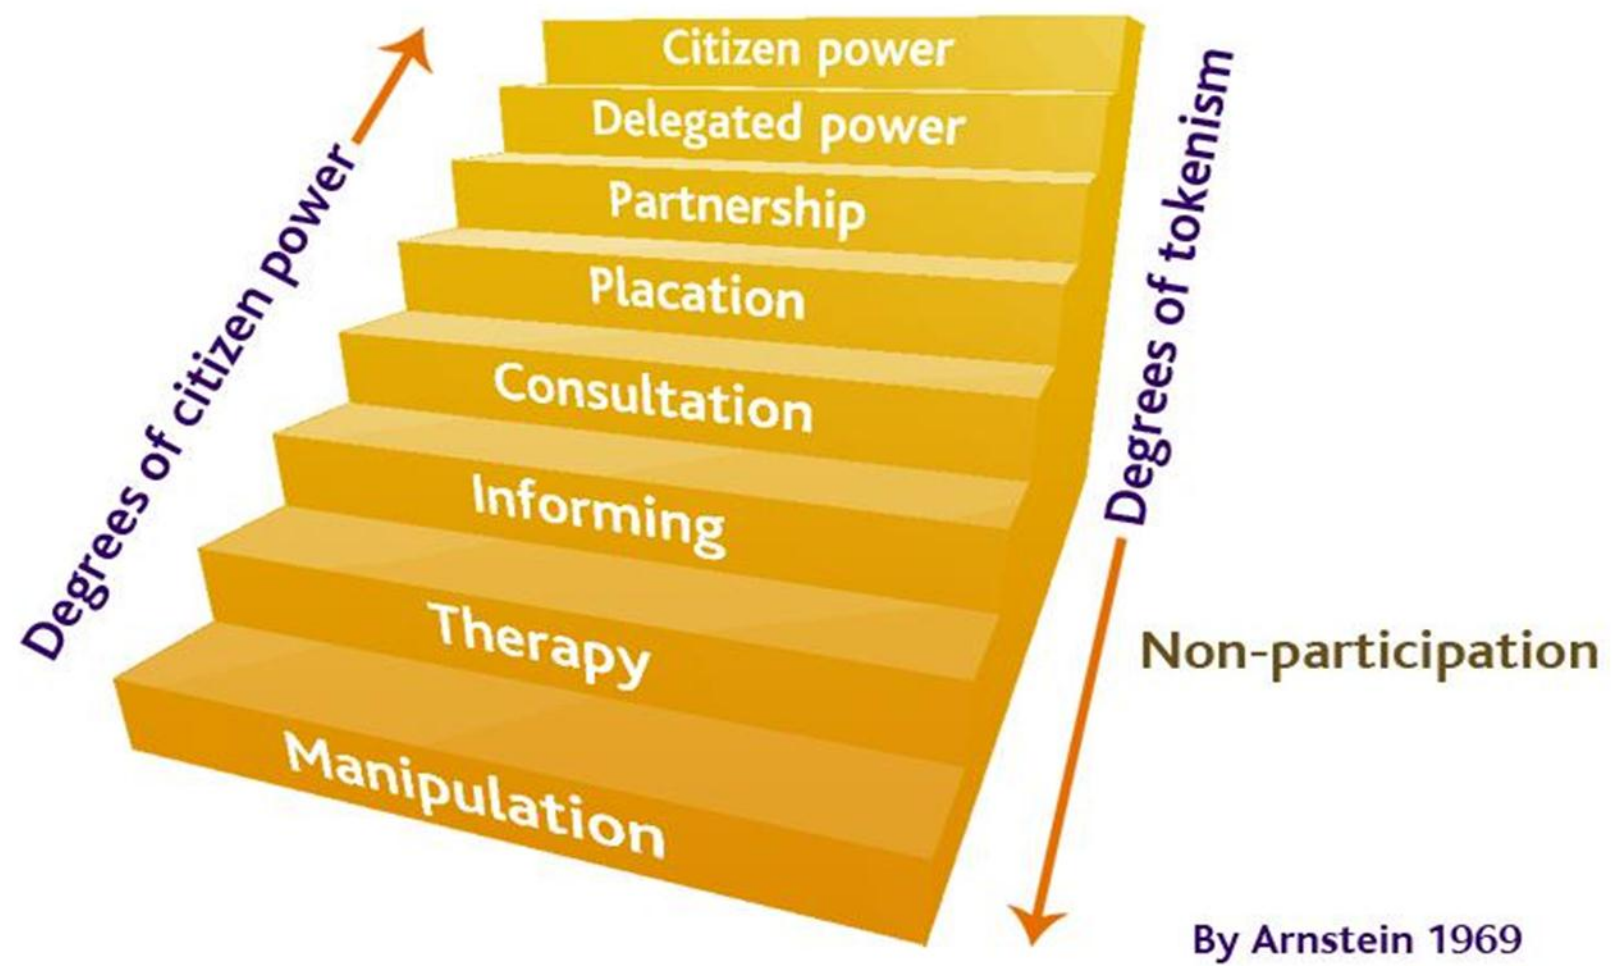 Citizen power
Delegated power
Partnership
Placation
Consultation
Informing
Therapy
Manipulation
Degrees of citizen power
Degrees of tokenism
Non-participation
By Arnstein 1969